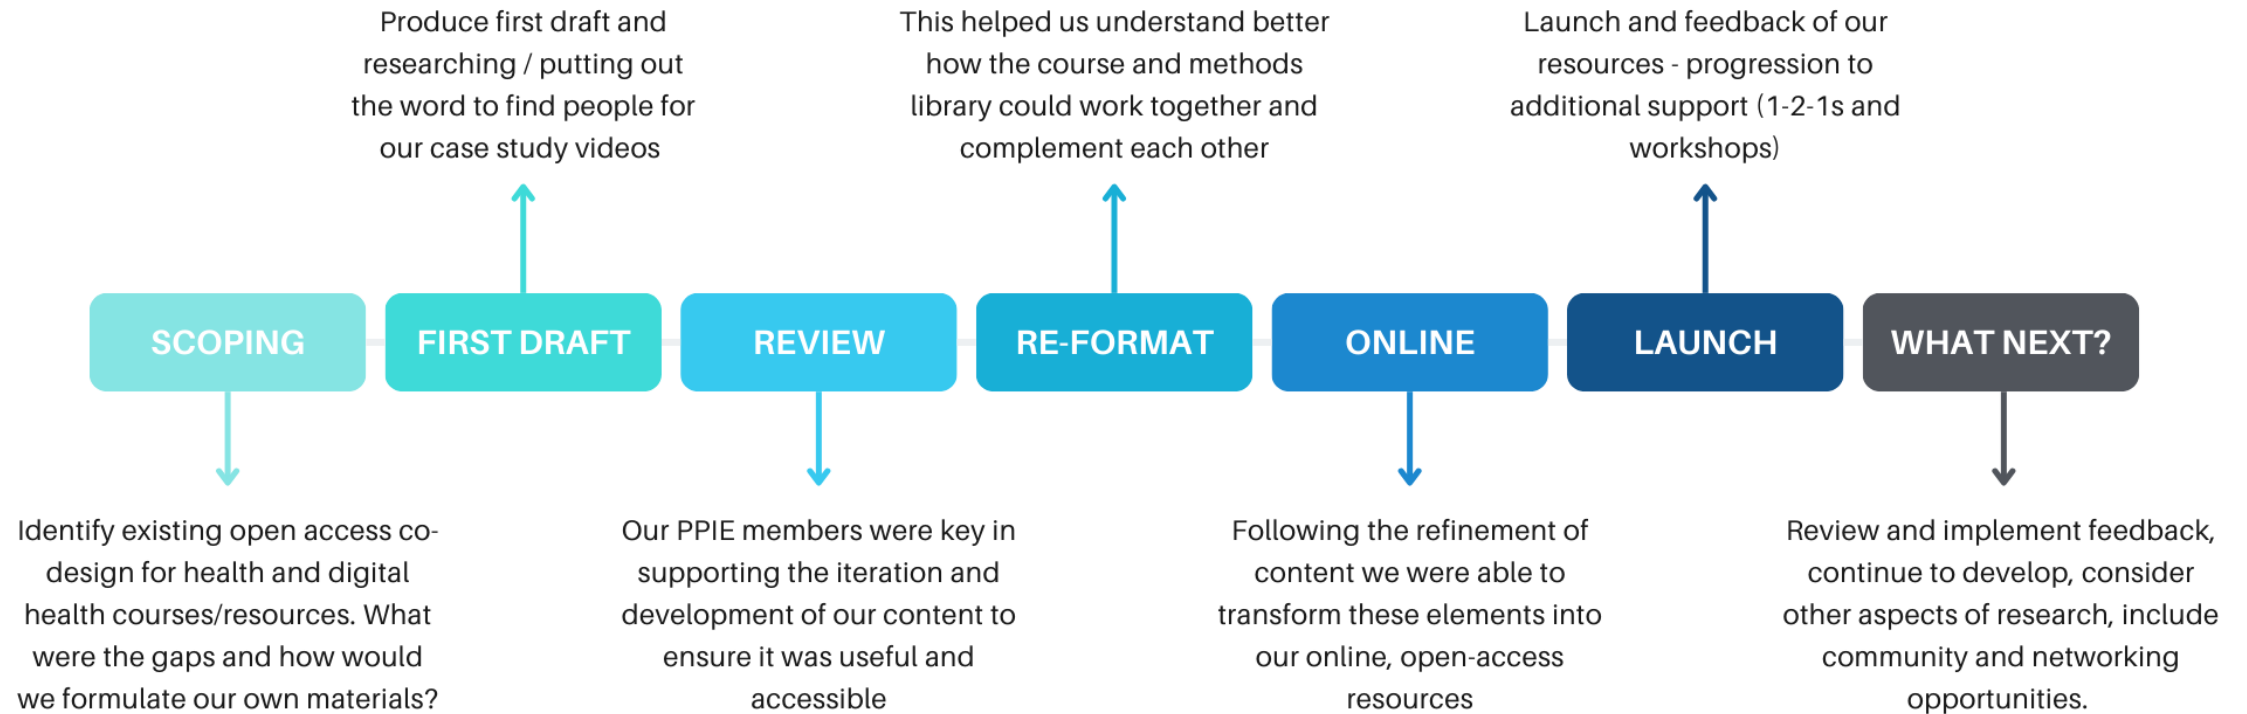 Produce first draft and
researching / putting out
the word to find people for
our case study videos
This helped us understand better
how the course and methods
library could work together and
complement each other
Launch and feedback of our
resources - progression to
additional support (1-2-1s and
workshops)
SCOPING
FIRST DRAFT
REVIEW
RE-FORMAT
ONLINE
LAUNCH
WHAT NEXT?
Identify existing open access co-
design for health and digital
health courses/resources. What
were the gaps and how would
we formulate our own materials?
Our PPIE members were key in
supporting the iteration and
development of our content to
ensure it was useful and
accessible
Following the refinement of
content we were able to
transform these elements into
our online, open-access
resources
Review and implement feedback,
continue to develop, consider
other aspects of research, include
community and networking
opportunities.